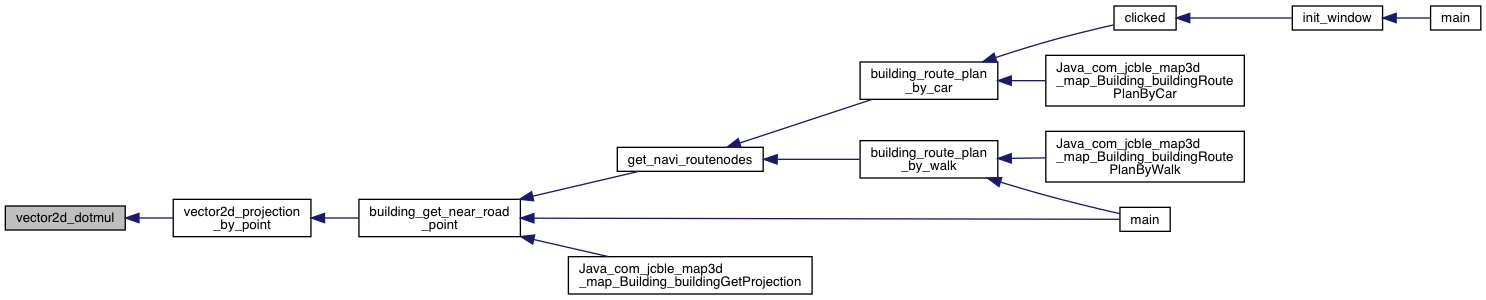 clicked
init_window
main
building_route_plan
_by_car
Java_com_jcble_map3d
_map_Building_buildingRoute
PlanByCar
get_navi_routenodes
building_route_plan
_by_walk
Java_com_jcble_map3d
_map_Building_buildingRoute
PlanByWalk
vector2d_dotmul
vector2d_projection
_by_point
building_get_near_road
_point
main
Java_com_jcble_map3d
_map_Building_buildingGetProjection